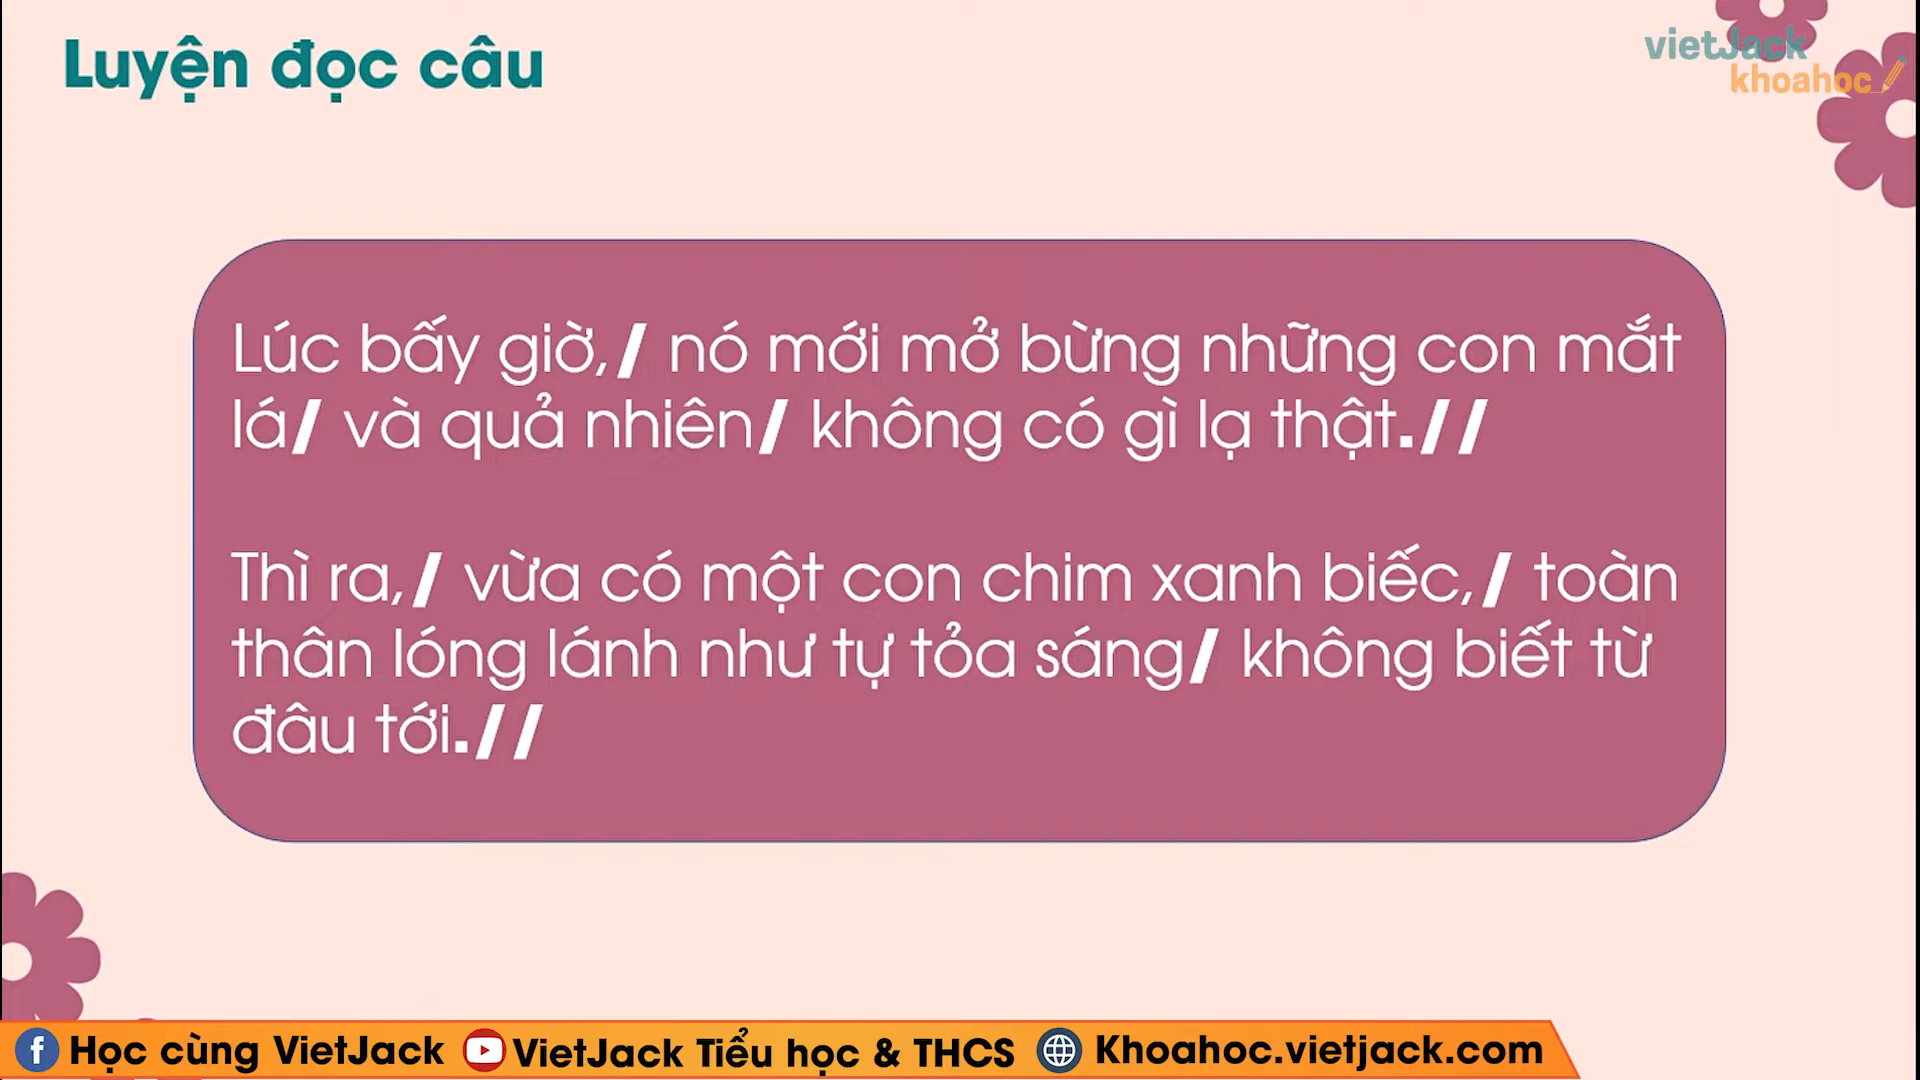 Luyện đọc câu
vietJack
khoahoc
Lúc bấy giờ,/ nó mới mở bừng những con mắt
lá/ và quả nhiên/ không có gì lạ thật.//
Thì ra,/ vừa có một con chim xanh biếc,/ toàn
thân lóng lánh như tự tỏa sáng/ không biết từ
đâu tới.//
Học cùng VietJack VietJack Tiểu học & THCS Khoahoc.vietjack.com